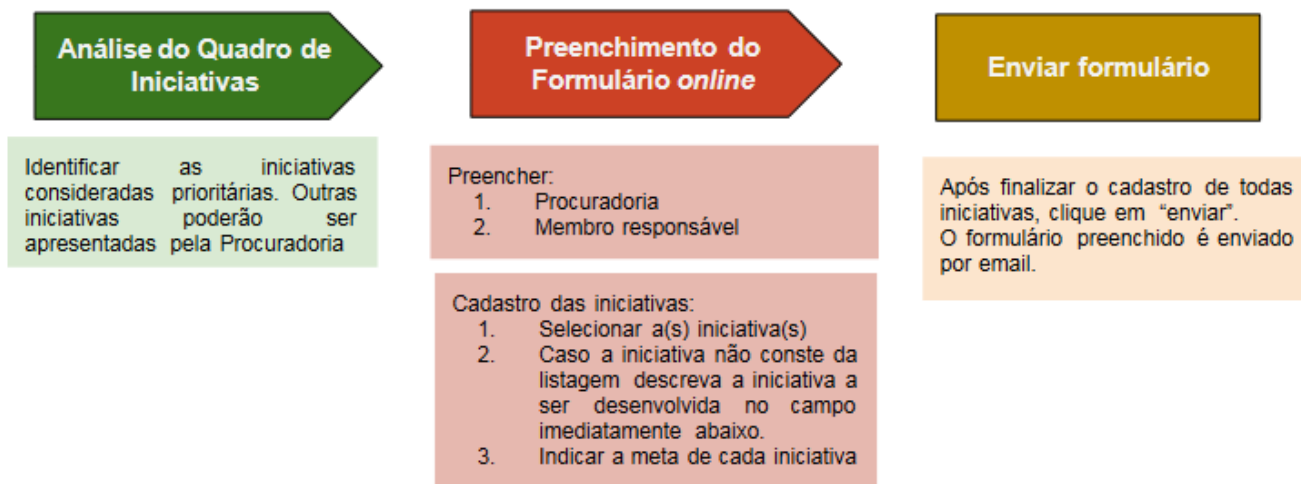 Análise do Quadro de
Iniciativas
Identificar as iniciativas
consideradas prioritárias. Outras
iniciativas poderão ser
apresentadas pela Procuradoria
Preenchimento do
Formulário online
Preencher:
1. Procuradoria
2. Membro responsável
Cadastro das iniciativas:
1. Selecionar a(s) iniciativa(s)
2. Caso a iniciativa não conste da
listagem descreva a iniciativa a
ser desenvolvida no campo
imediatamente abaixo.
3. Indicar a meta de cada iniciativa
Enviar formulário
Após finalizar o cadastro de todas
iniciativas, clique em “enviar”.
O formulário preenchido é enviado
por email.